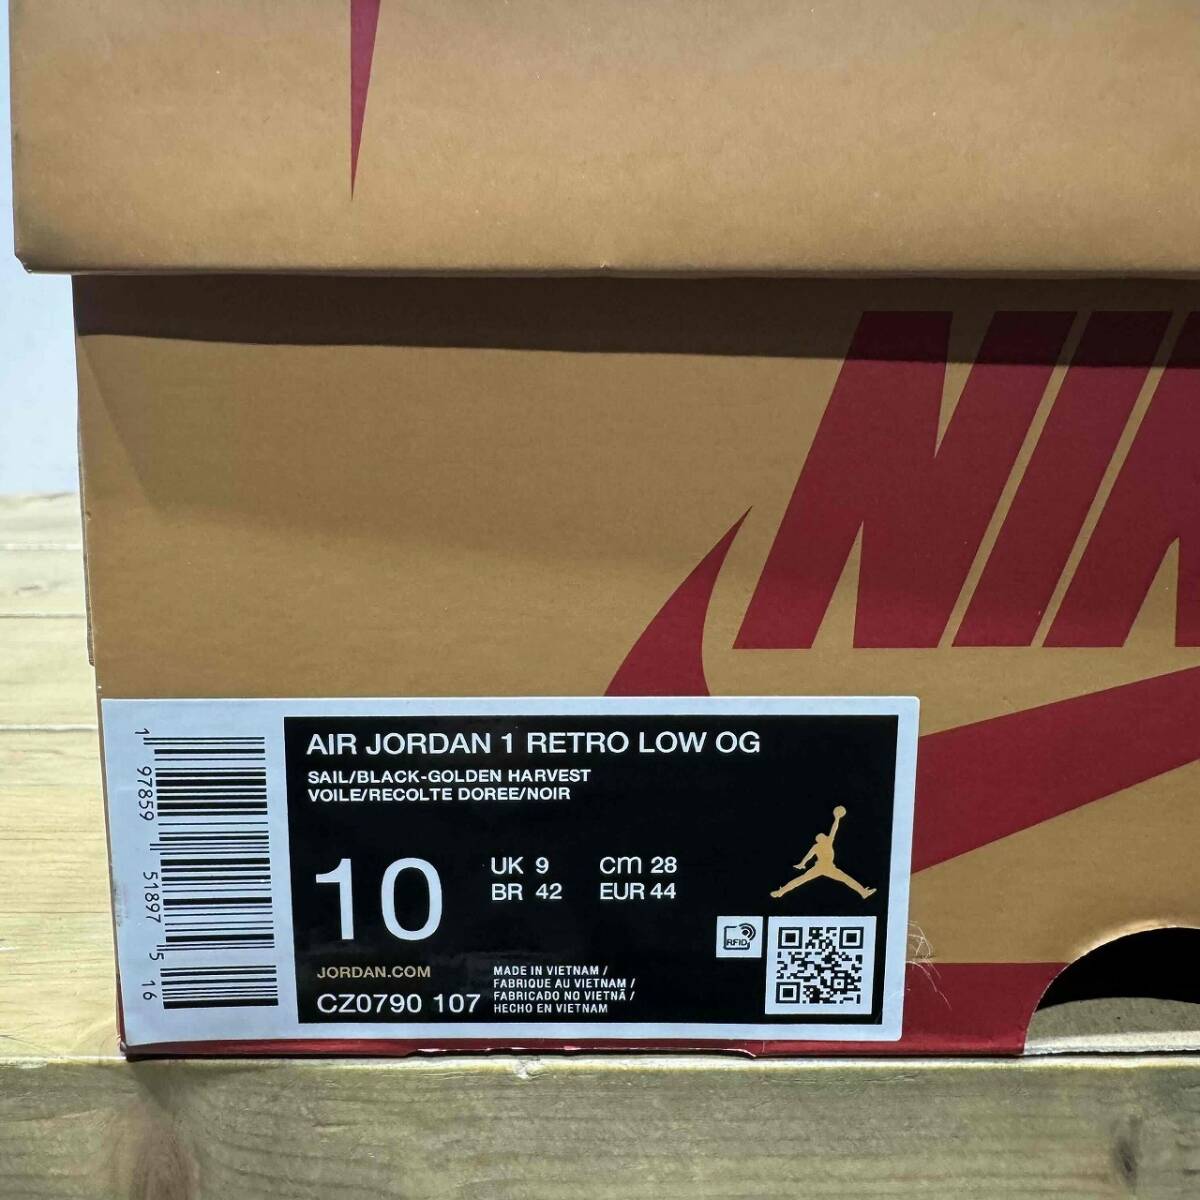 NIK
AIR JORDAN 1 RETRO LOW OG
SAIL/BLACK-GOLDEN HARVEST
VOILE/RECOLTE DOREE/NOIR
10
UK 9 cm 28
BR 42 EUR 44
RFID
JORDAN.COM
CZ0790 107
MADE IN VIETNAM /
FABRIQUE AU VIETNAM /
FABRICADO NO VIETNÃ /
HECHO EN VIETNAM
1 97859 51897 5 16